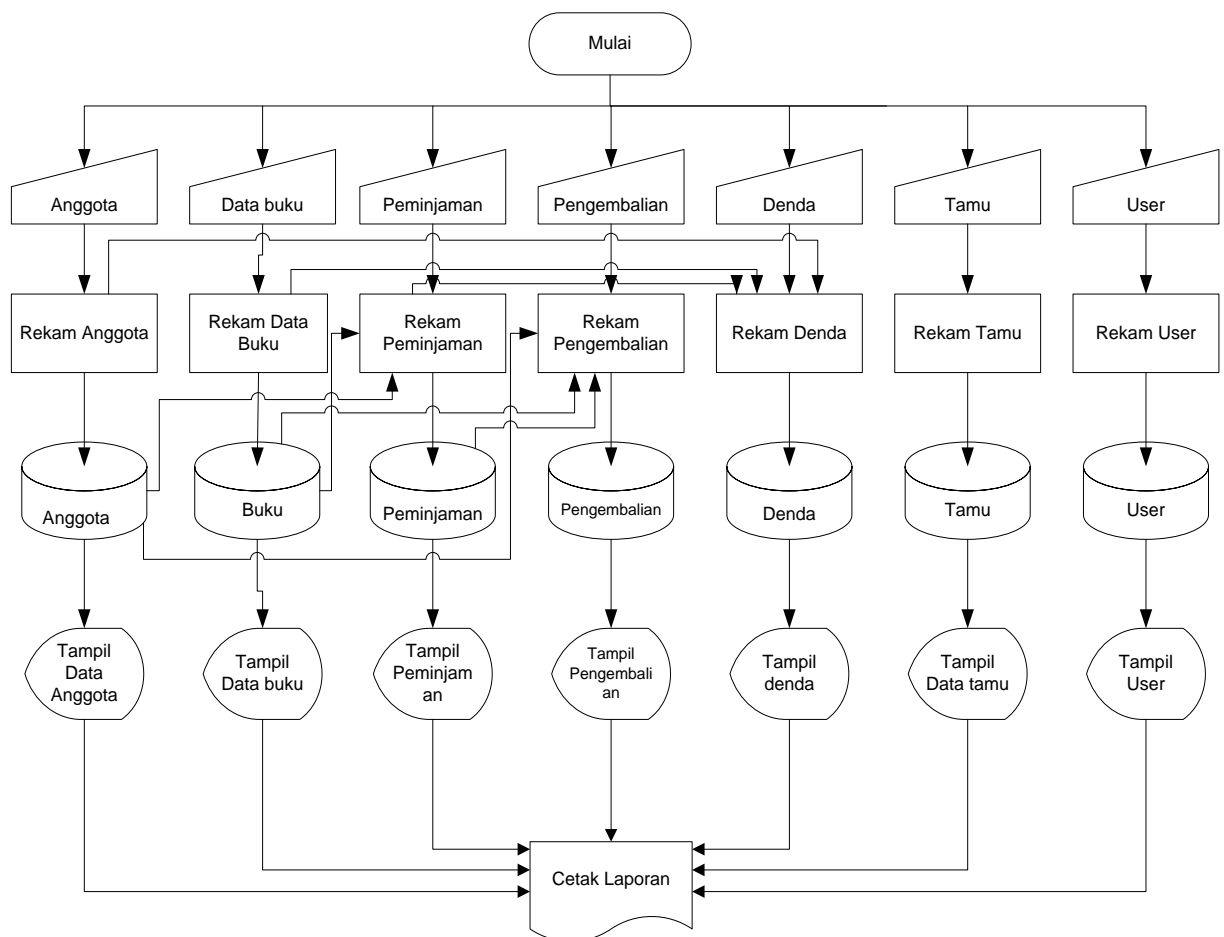 Mulai
Anggota
Data buku
Peminjaman
Pengembalian
Denda
Tamu
User
Rekam Anggota
Rekam Data
Buku
Rekam
Peminjaman
Rekam
Pengembalian
Rekam Denda
Rekam Tamu
Rekam User
Anggota
Buku
Peminjaman
Pengembalian
Denda
Tamu
User
Tampil
Data
Anggota
Tampil
Data buku
Tampil
Peminjam
an
Tampil
Pengembali
an
Tampil
denda
Tampil
Data tamu
Tampil
User
Cetak Laporan